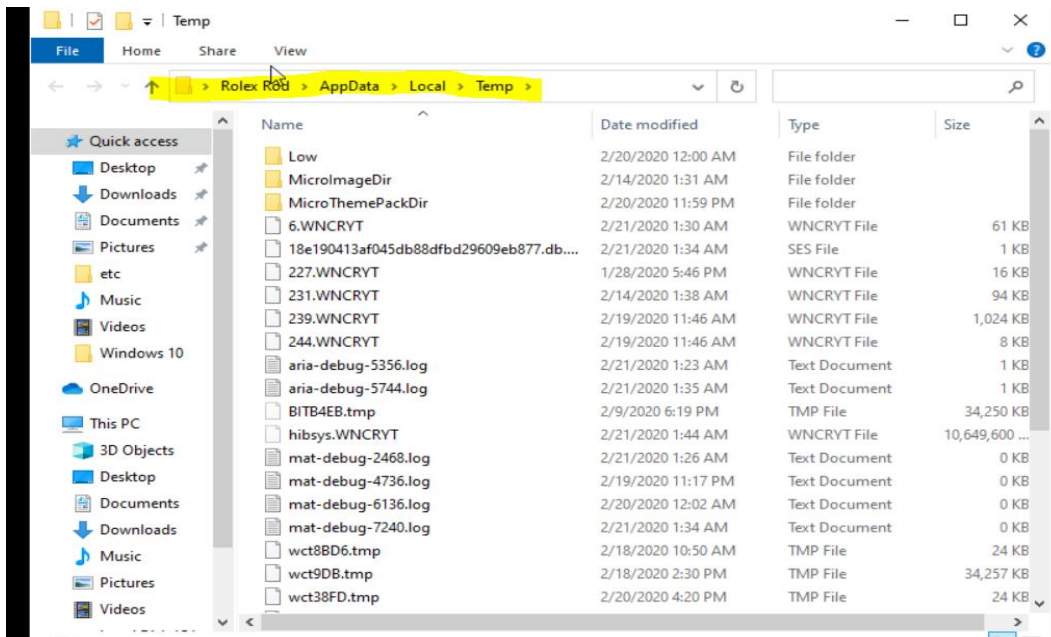 Temp
File Home Share View
Rolex Rod > AppData > Local > Temp >
Name Date modified Type Size
Quick access
Desktop
Downloads
Documents
Pictures
etc
Music
Videos
Windows 10
OneDrive
This PC
3D Objects
Desktop
Documents
Downloads
Music
Pictures
Videos
Low 2/20/2020 12:00 AM File folder
MicroImageDir 2/14/2020 1:31 AM File folder
MicroThemePackDir 2/20/2020 11:59 PM File folder
6.WNCRYT 2/21/2020 1:30 AM WNCRYT File 61 KB
18e190413af045db88dfbd29609eb877.db.... 2/21/2020 1:34 AM SES File 1 KB
227.WNCRYT 1/28/2020 5:46 PM WNCRYT File 16 KB
231.WNCRYT 2/14/2020 1:38 AM WNCRYT File 94 KB
239.WNCRYT 2/19/2020 11:46 AM WNCRYT File 1,024 KB
244.WNCRYT 2/19/2020 11:46 AM WNCRYT File 8 KB
aria-debug-5356.log 2/21/2020 1:23 AM Text Document 1 KB
aria-debug-5744.log 2/21/2020 1:35 AM Text Document 1 KB
BITB4EB.tmp 2/9/2020 6:19 PM TMP File 34,250 KB
hibsys.WNCRYT 2/21/2020 1:44 AM WNCRYT File 10,649,600 ...
mat-debug-2468.log 2/21/2020 1:26 AM Text Document 0 KB
mat-debug-4736.log 2/19/2020 11:17 PM Text Document 0 KB
mat-debug-6136.log 2/20/2020 12:02 AM Text Document 0 KB
mat-debug-7240.log 2/21/2020 1:34 AM Text Document 0 KB
wct8BD6.tmp 2/18/2020 10:50 AM TMP File 24 KB
wct9DB.tmp 2/18/2020 2:30 PM TMP File 34,257 KB
wct38FD.tmp 2/20/2020 4:20 PM TMP File 24 KB